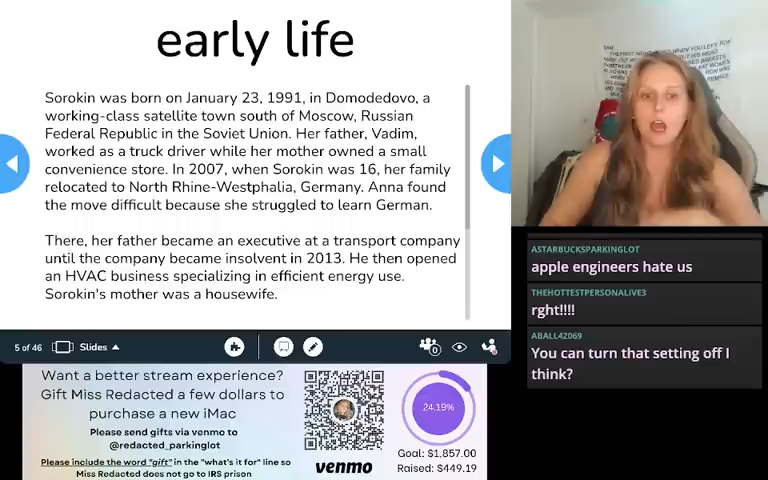 early life
Sorokin was born on January 23, 1991, in Domodedovo, a
working-class satellite town south of Moscow, Russian
Federal Republic in the Soviet Union. Her father, Vadim,
worked as a truck driver while her mother owned a small
convenience store. In 2007, when Sorokin was 16, her family
relocated to North Rhine-Westphalia, Germany. Anna found
the move difficult because she struggled to learn German.
There, her father became an executive at a transport company
until the company became insolvent in 2013. He then opened
an HVAC business specializing in efficient energy use.
Sorokin's mother was a housewife.
5 of 46
Slides
0
ASTARBUCKSPARKINGLOT
apple engineers hate us
THEHOTTESTPERSONALIVE3
rght!!!!
ABALL42069
You can turn that setting off I
think?
Want a better stream experience?
Gift Miss Redacted a few dollars to
purchase a new iMac
Please send gifts via venmo to
@redacted_parkinglot
Please include the word "gift" in the "what's it for" line so
Miss Redacted does not go to IRS prison
venmo
24.19%
Goal: $1,857.00
Raised: $449.19